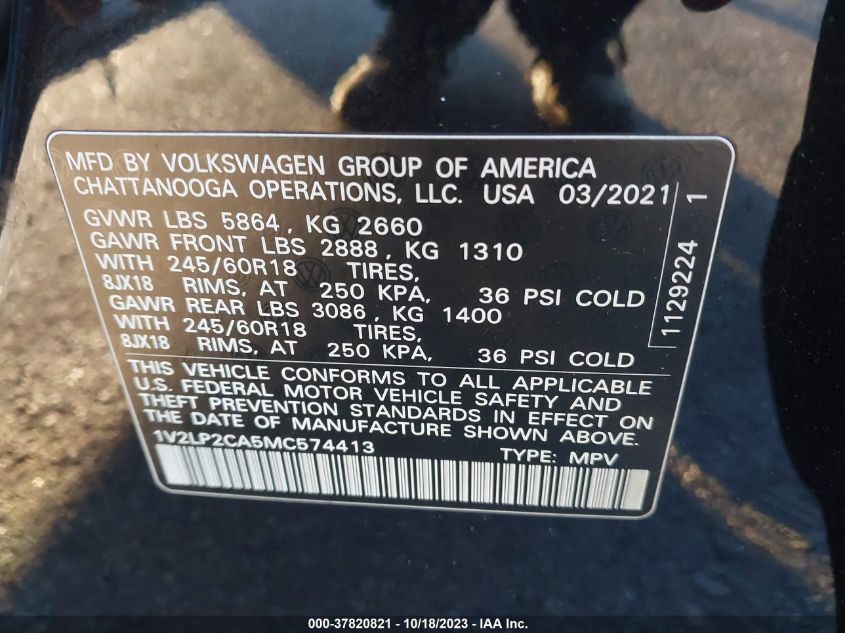 MFD BY VOLKSWAGEN GROUP OF AMERICA
CHATTANOOGA OPERATIONS, LLC. USA 03/2021
GVWR LBS 5864, KG 2660
GAWR FRONT LBS 2888, KG 1310
WITH 245/60R18 TIRES,
8JX18 RIMS, AT 250 KPA, 36 PSI COLD
GAWR REAR LBS 3086, KG 1400
WITH 245/60R18 TIRES,
8JX18 RIMS, AT 250 KPA, 36 PSI COLD
1129224 1
THIS VEHICLE CONFORMS TO ALL APPLICABLE
U.S. FEDERAL MOTOR VEHICLE SAFETY AND
THEFT PREVENTION STANDARDS IN EFFECT ON
THE DATE OF MANUFACTURE SHOWN ABOVE.
1V2LP2CA5MC574413 TYPE: MPV
000-37820821 - 10/18/2023 - IAA Inc.